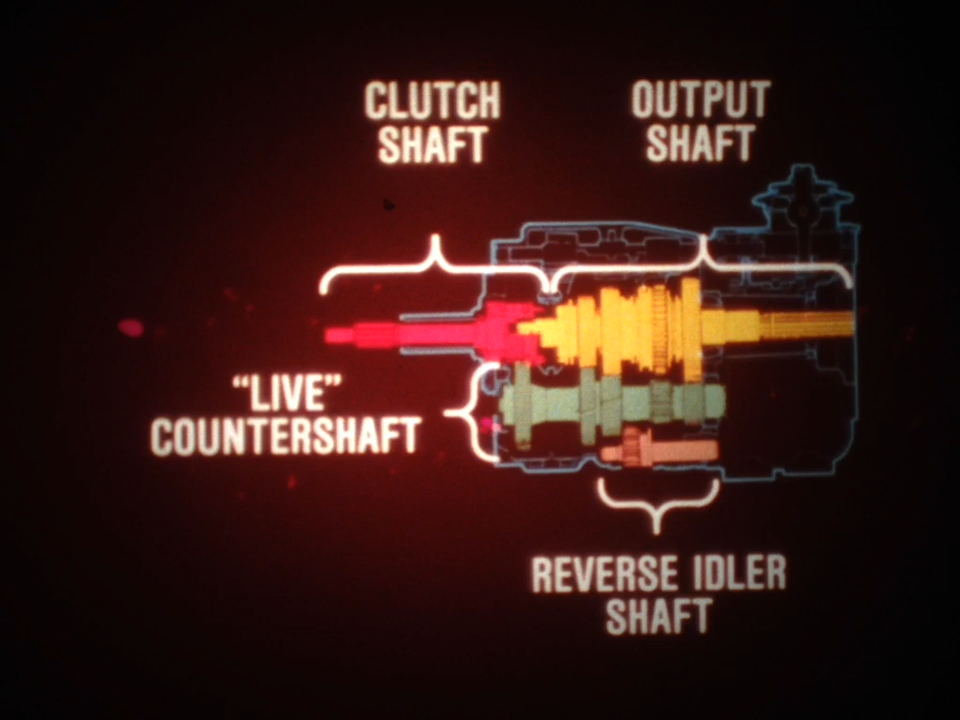 CLUTCH
SHAFT
OUTPUT
SHAFT
“LIVE”
COUNTERSHAFT
REVERSE IDLER
SHAFT